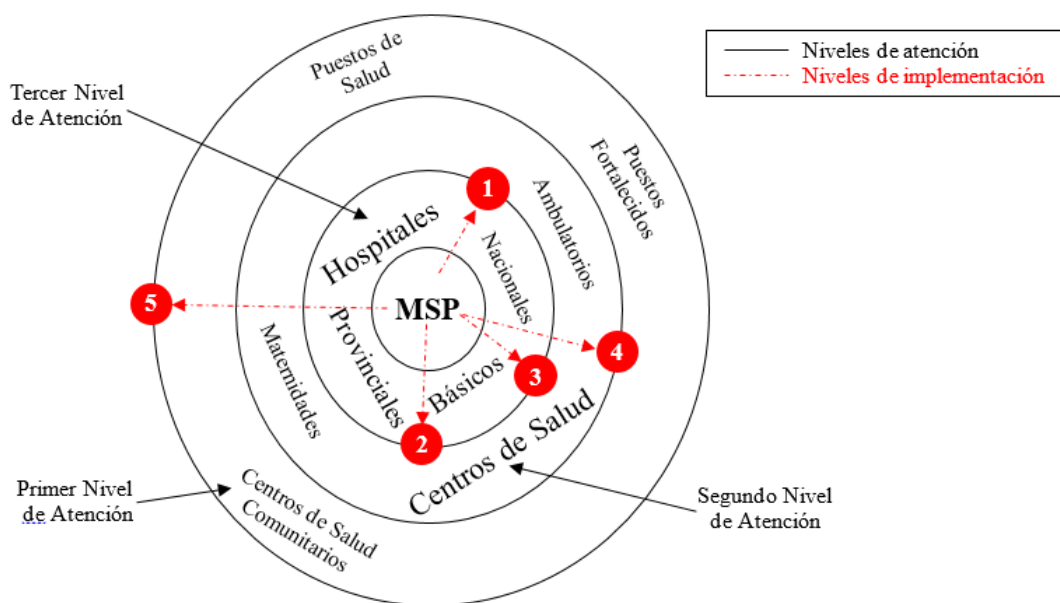 Niveles de atención
Niveles de implementación
Puestos de
Salud
Tercer Nivel
de Atención
Puestos
Fortalecidos
1
Hospitales
Ambulatorios
Nacionales
5
MSP
4
Provinciales
Maternidades
Básicos
3
2
Centros de Salud
Primer Nivel
de Atención
Centros de Salud
Comunitarios
Segundo Nivel
de Atención